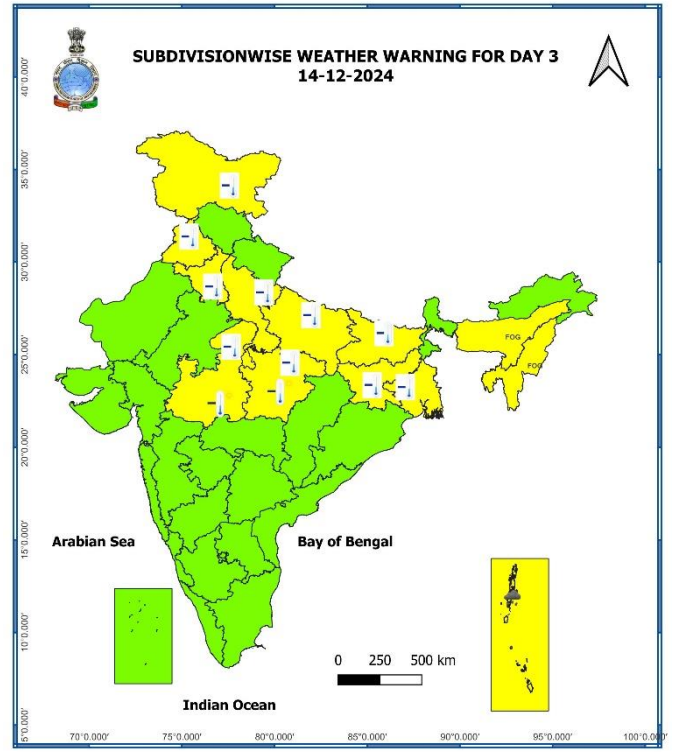 SUBDIVISIONWISE WEATHER WARNING FOR DAY 3
14-12-2024
40°0.000'
35°0.000'
30°0.000'
25°0.000'
20°0.000'
15°0.000'
10°0.000'
5°0.000'
FOG
FOG
Arabian Sea
Bay of Bengal
0 250 500 km
Indian Ocean
70°0.000' 75°0.000' 80°0.000' 85°0.000' 90°0.000' 95°0.000' 100°0.000'